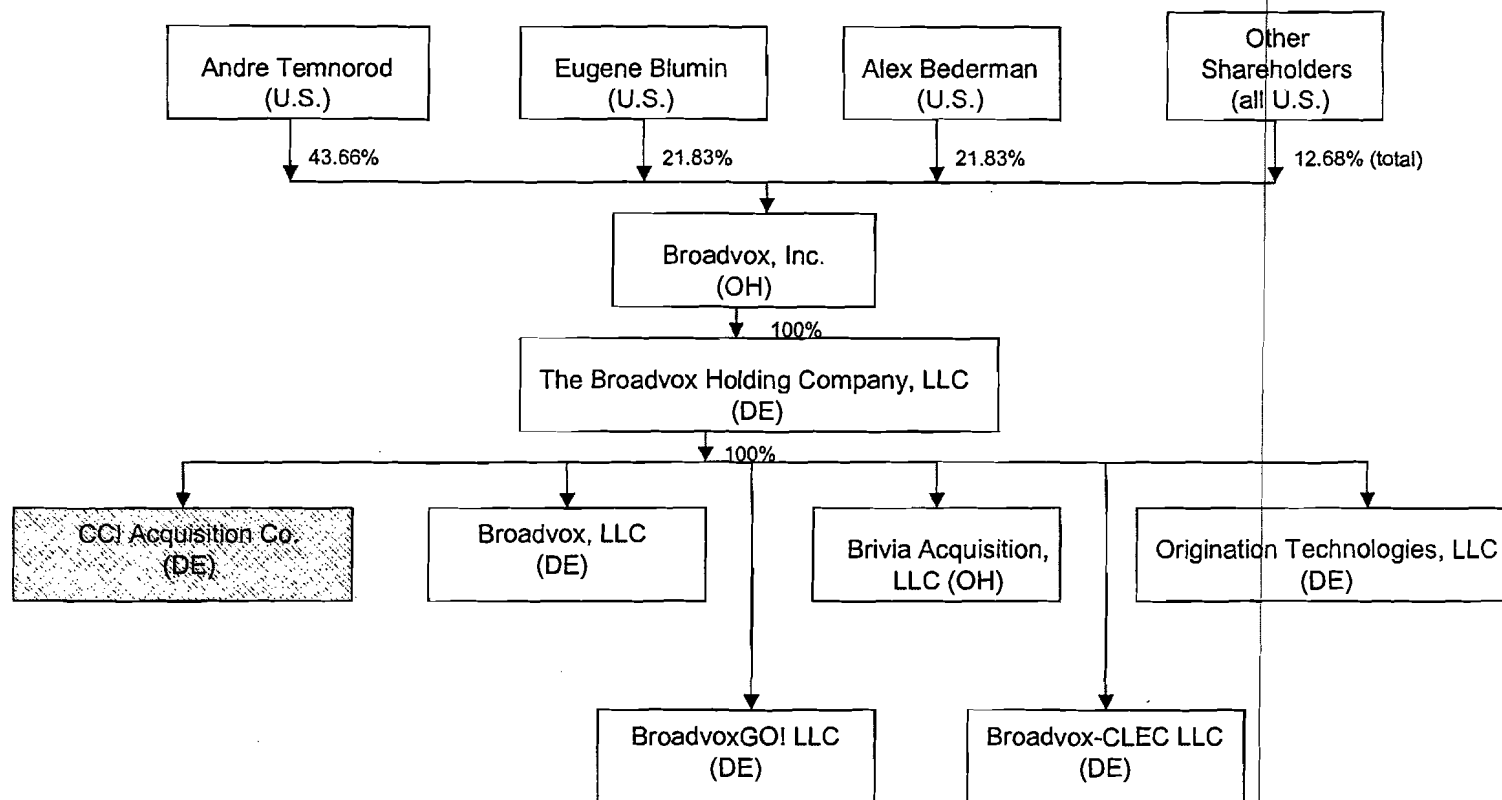 Andre Temnorod
(U.S.)
Eugene Blumin
(U.S.)
Alex Bederman
(U.S.)
Other
Shareholders
(all U.S.)
43.66%
21.83%
21.83%
12.68% (total)
Broadvox, Inc.
(OH)
100%
The Broadvox Holding Company, LLC
(DE)
100%
CCI Acquisition Co.
(DE)
Broadvox, LLC
(DE)
Brivia Acquisition,
LLC (OH)
Origination Technologies, LLC
(DE)
BroadvoxGO! LLC
(DE)
Broadvox-CLEC LLC
(DE)